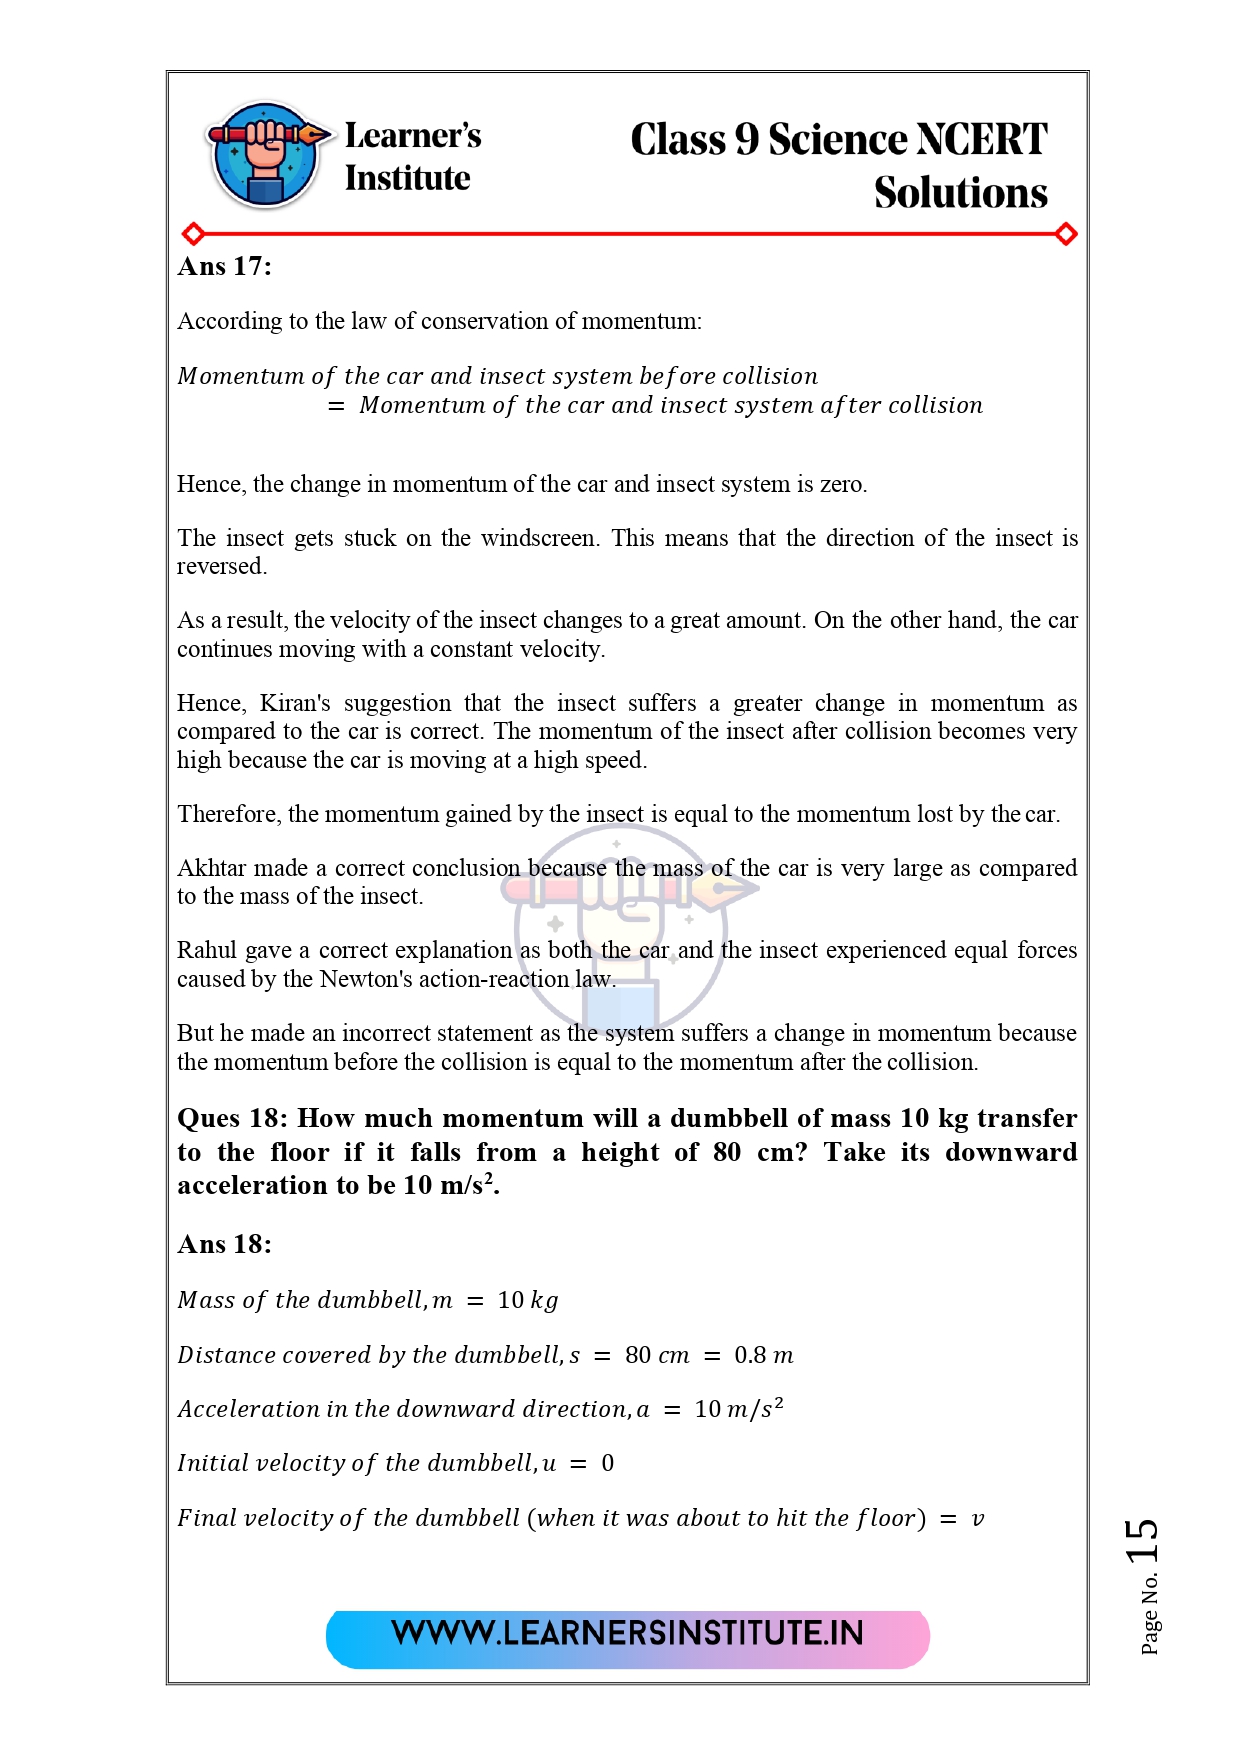 Learner's
Institute
Class 9 Science NCERT
Solutions
Ans 17:
According to the law of conservation of momentum:
Momentum of the car and insect system before collision
= Momentum of the car and insect system after collision
Hence, the change in momentum of the car and insect system is zero.
The insect gets stuck on the windscreen. This means that the direction of the insect is
reversed.
As a result, the velocity of the insect changes to a great amount. On the other hand, the car
continues moving with a constant velocity.
Hence, Kiran's suggestion that the insect suffers a greater change in momentum as
compared to the car is correct. The momentum of the insect after collision becomes very
high because the car is moving at a high speed.
Therefore, the momentum gained by the insect is equal to the momentum lost by the car.
Akhtar made a correct conclusion because the mass of the car is very large as compared
to the mass of the insect.
Rahul gave a correct explanation as both the car and the insect experienced equal forces
caused by the Newton's action-reaction law.
But he made an incorrect statement as the system suffers a change in momentum because
the momentum before the collision is equal to the momentum after the collision.
Ques 18: How much momentum will a dumbbell of mass 10 kg transfer
to the floor if it falls from a height of 80 cm? Take its downward
acceleration to be 10 m/s².
Ans 18:
Mass of the dumbbell, m = 10 kg
Distance covered by the dumbbell, s = 80 cm = 0.8 m
Acceleration in the downward direction, a = 10 m/s²
Initial velocity of the dumbbell, u = 0
Final velocity of the dumbbell (when it was about to hit the floor) = v
Page No. 15
WWW.LEARNERSINSTITUTE.IN